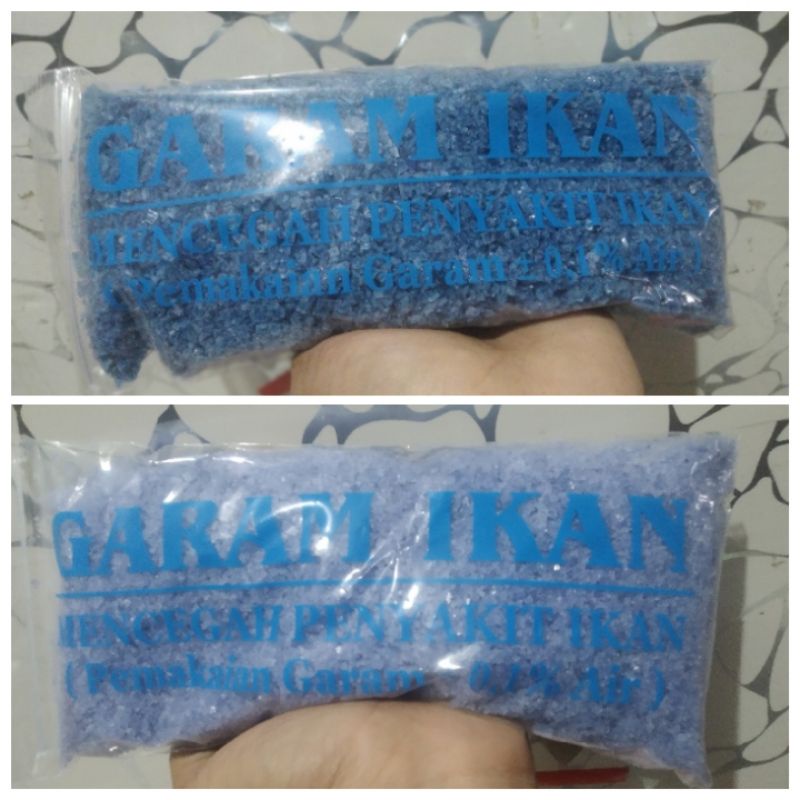 GARAM IKAN
MENCEGAH PENYAKIT IKAN
( Pemakaian Garam ± 0,1% Air )
GARAM IKAN
MENCEGAH PENYAKIT IKAN
( Pemakaian Garam ± 0,1% Air )